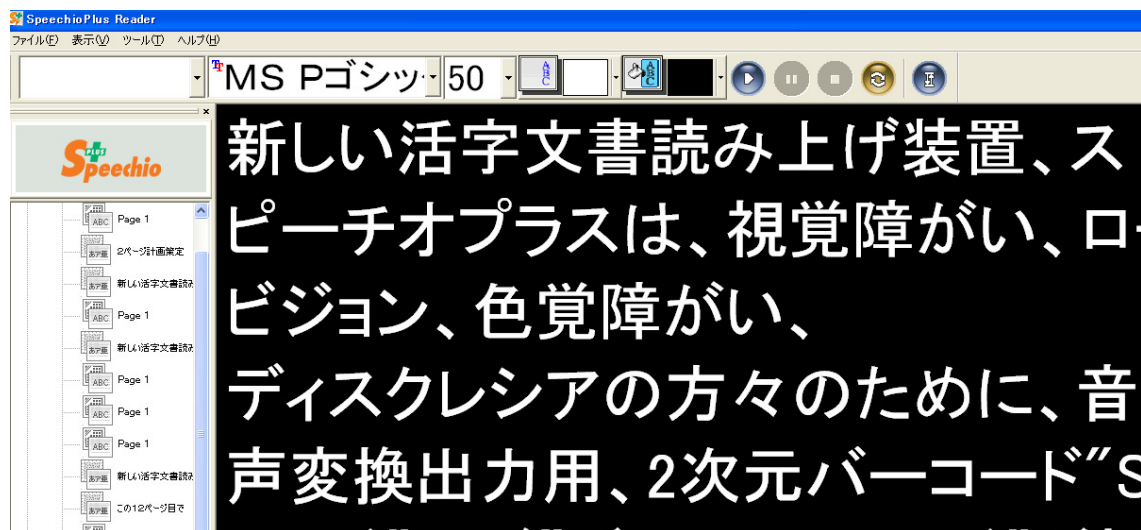 SpeechioPlus Reader
ファイル(F) 表示(V) ツール(T) ヘルプ(H)
MS Pゴシッ 50
Speechio
PLUS
新しい活字文書読み上げ装置、ス
ピーチオプラスは、視覚障がい、ロー
ビジョン、色覚障がい、
ディスクレシアの方々のために、音
声変換出力用、2次元バーコード"S
Page 1
2ページ計画策定
新しい活字文書読み
Page 1
新しい活字文書読み
Page 1
Page 1
Page 1
新しい活字文書読み
この12ページ目で